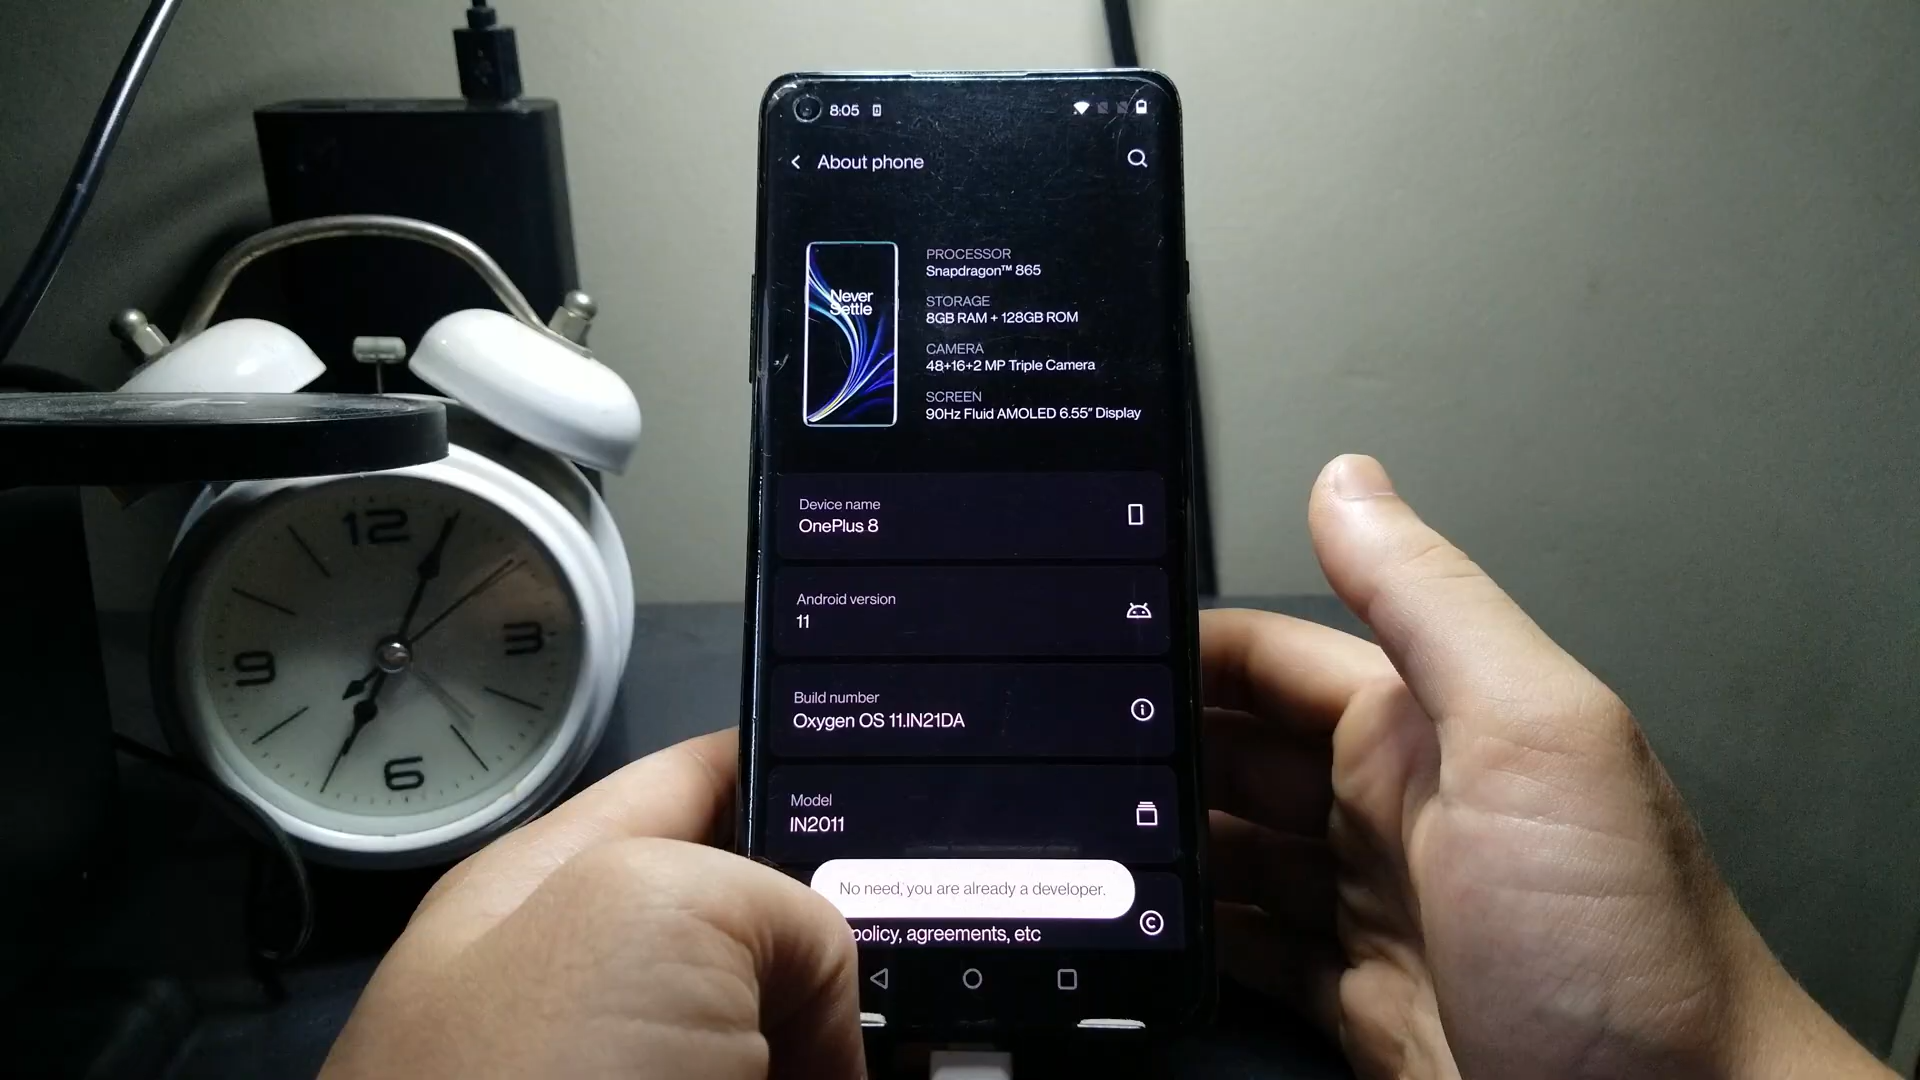 8:05
About phone
Never
Settle
PROCESSOR
Snapdragon™ 865
STORAGE
8GB RAM + 128GB ROM
CAMERA
48+16+2 MP Triple Camera
SCREEN
90Hz Fluid AMOLED 6.55″ Display
Device name
OnePlus 8
Android version
11
Build number
Oxygen OS 11.IN21DA
Model
IN2011
No need, you are already a developer.
policy, agreements, etc
12
3
6
9